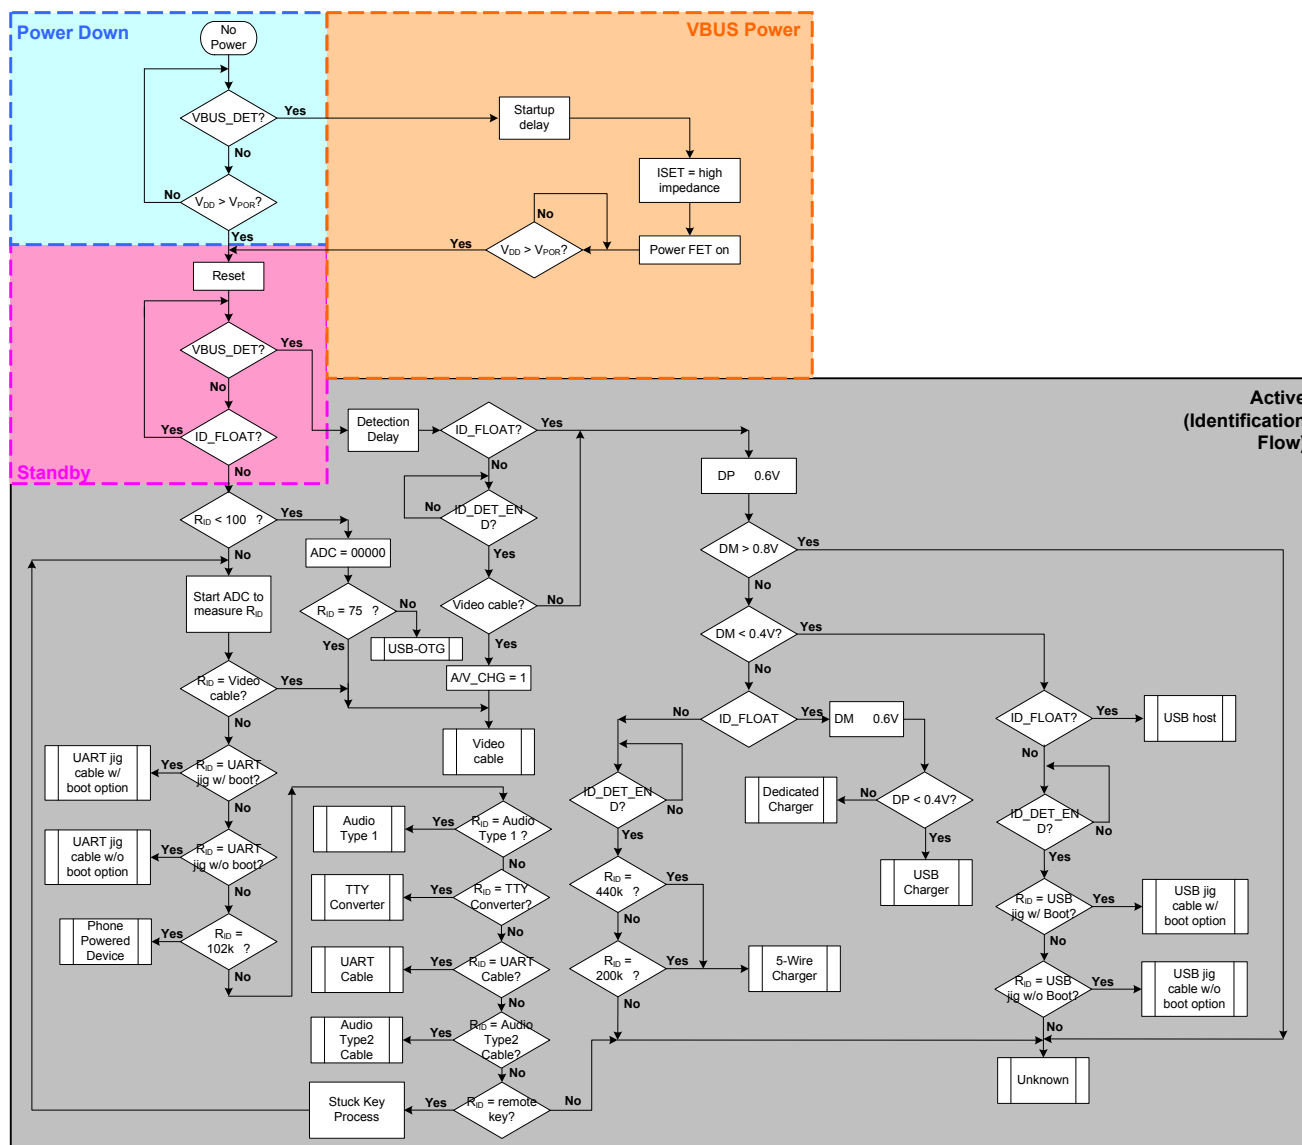 Power Down
VBUS Power
No
Power
VBUS_DET?
Yes
No
Startup
delay
ISET = high
impedance
No
VDD > VPOR?
Yes
No
VDD > VPOR?
Yes
Power FET on
Reset
VBUS_DET?
Yes
No
Yes
ID_FLOAT?
No
Standby
Active
(Identification
Flow)
Detection
Delay
ID_FLOAT?
Yes
No
DP 0.6V
No
ID_DET_EN
D?
Yes
RID < 100 ?
Yes
No
ADC = 00000
DM > 0.8V
Yes
No
Start ADC to
measure RID
RID = 75 ?
No
Yes
USB-OTG
Video cable?
No
Yes
DM < 0.4V?
Yes
No
A/V_CHG = 1
RID = Video
cable?
Yes
No
Video
cable
No
ID_FLOAT
Yes
DM 0.6V
ID_FLOAT?
Yes
USB host
No
UART jig
cable w/
boot option
Yes
RID = UART
jig w/ boot?
No
ID_DET_EN
D?
No
Yes
Dedicated
Charger
No
DP < 0.4V?
Yes
ID_DET_EN
D?
No
Yes
Audio
Type 1
Yes
RID = Audio
Type 1 ?
No
UART jig
cable w/o
boot option
Yes
RID = UART
jig w/o boot?
No
TTY
Converter
Yes
RID = TTY
Converter?
No
RID =
440k ?
Yes
No
USB
Charger
RID = USB
jig w/ Boot?
Yes
No
USB jig
cable w/
boot option
Phone
Powered
Device
Yes
RID =
102k ?
No
UART
Cable
Yes
RID = UART
Cable?
No
RID =
200k ?
Yes
No
5-Wire
Charger
RID = USB
jig w/o Boot?
Yes
No
USB jig
cable w/o
boot option
Audio
Type2
Cable
Yes
RID = Audio
Type2
Cable?
No
Stuck Key
Process
Yes
RID = remote
key?
No
Unknown